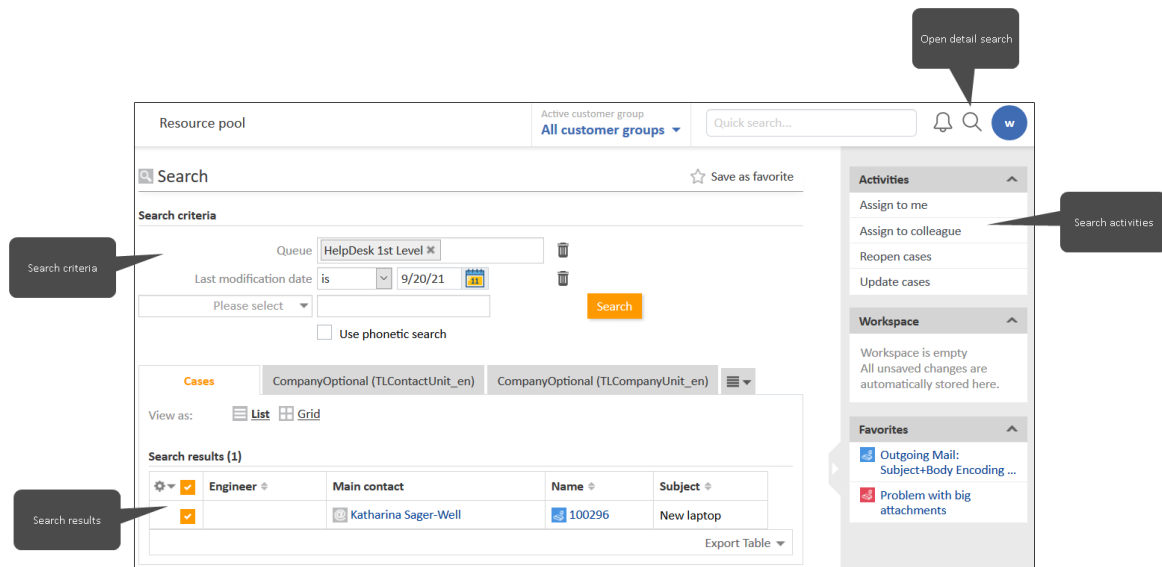 Open detail search
Resource pool
Active customer group
All customer groups
Quick search...
w
Search
Save as favorite
Search criteria
Search criteria
Queue
HelpDesk 1st Level
Last modification date
is
9/20/21
11
Please select
Search
Use phonetic search
Cases
CompanyOptional (TLContactUnit_en)
CompanyOptional (TLCompanyUnit_en)
View as:
List
Grid
Search results (1)
Engineer
Main contact
Name
Subject
Search results
Katharina Sager-Well
100296
New laptop
Export Table
Activities
Assign to me
Assign to colleague
Reopen cases
Update cases
Search activities
Workspace
Workspace is empty
All unsaved changes are
automatically stored here.
Favorites
Outgoing Mail:
Subject+Body Encoding ...
Problem with big
attachments